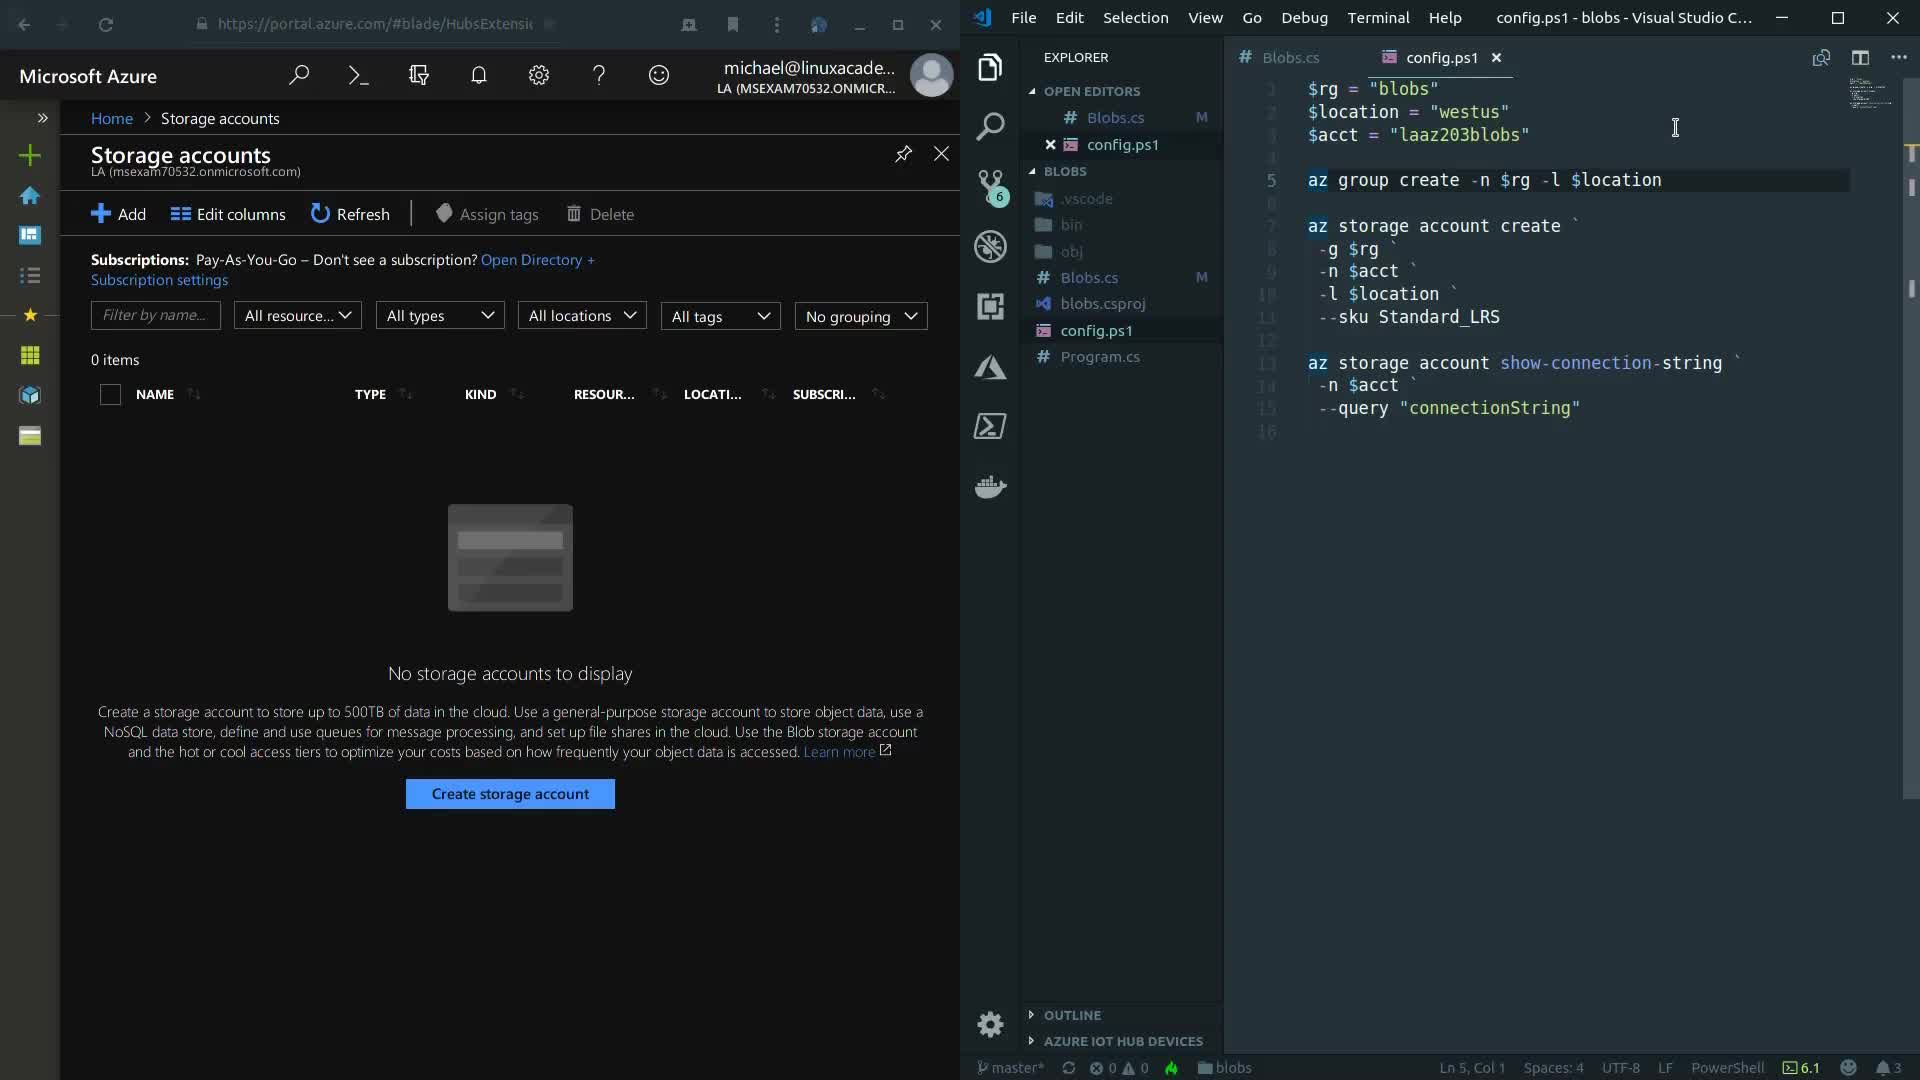 https://portal.azure.com/#blade/HubsExtensic
Microsoft Azure
michael@linuxacade...
LA (MSEXAM70532.ONMICR...
Home > Storage accounts
Storage accounts
LA (msexam70532.onmicrosoft.com)
Add Edit columns Refresh Assign tags Delete
Subscriptions: Pay-As-You-Go – Don't see a subscription? Open Directory +
Subscription settings
Filter by name... All resource... All types All locations All tags No grouping
0 items
NAME TYPE KIND RESOUR... LOCATI... SUBSCRI...
No storage accounts to display
Create a storage account to store up to 500TB of data in the cloud. Use a general-purpose storage account to store object data, use a
NoSQL data store, define and use queues for message processing, and set up file shares in the cloud. Use the Blob storage account
and the hot or cool access tiers to optimize your costs based on how frequently your object data is accessed. Learn more
Create storage account
File Edit Selection View Go Debug Terminal Help config.ps1 - blobs - Visual Studio C...
EXPLORER
OPEN EDITORS
# Blobs.cs M
config.ps1
BLOBS
.vscode
bin
obj
# Blobs.cs M
blobs.csproj
config.ps1
# Program.cs
OUTLINE
AZURE IOT HUB DEVICES
6
# Blobs.cs config.ps1
1 $rg = "blobs"
2 $location = "westus"
3 $acct = "laaz203blobs"
4
5 az group create -n $rg -l $location
6
7 az storage account create `
8 -g $rg `
9 -n $acct `
10 -l $location `
11 --sku Standard_LRS
12
13 az storage account show-connection-string `
14 -n $acct `
15 --query "connectionString"
16
master* 0 0 blobs Ln 5, Col 1 Spaces: 4 UTF-8 LF PowerShell 6.1 3